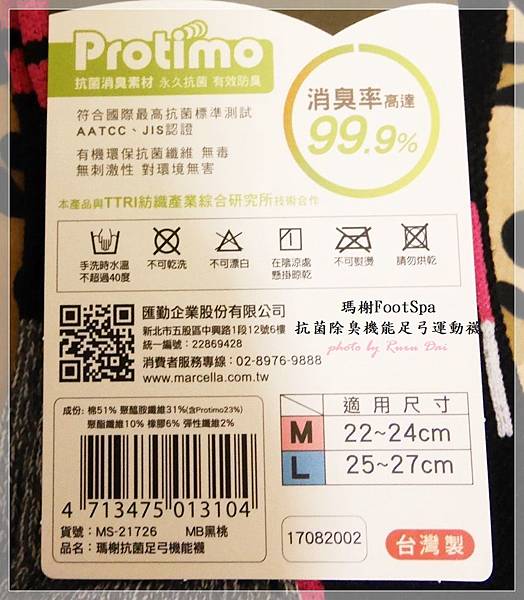 Protimo
抗菌消臭素材 永久抗菌 有效防臭
符合國際最高抗菌標準測試
AATCC、JIS認證
有機環保抗菌纖維 無毒
無刺激性 對環境無害
消臭率高達
99.9%
本產品與TTRI紡織產業綜合研究所技術合作
手洗時水溫
不超過40度
不可乾洗
不可漂白
在陰涼處
懸掛晾乾
不可熨燙
請勿烘乾
匯勤企業股份有限公司
新北市五股區中興路1段12號6樓
統一編號：22869428
消費者服務專線：02-8976-9888
www.marcella.com.tw
瑪榭FootSpa
抗菌除臭機能足弓運動襪
photo by Ruru Dai
成份: 棉51% 聚醯胺纖維31%(含Protimo23%)
聚酯纖維10% 橡膠6% 彈性纖維2%
適用尺寸
M 22~24cm
L 25~27cm
4 713475 013104
貨號：MS-21726 MB黑桃
品名：瑪榭抗菌足弓機能襪
17082002
台灣製